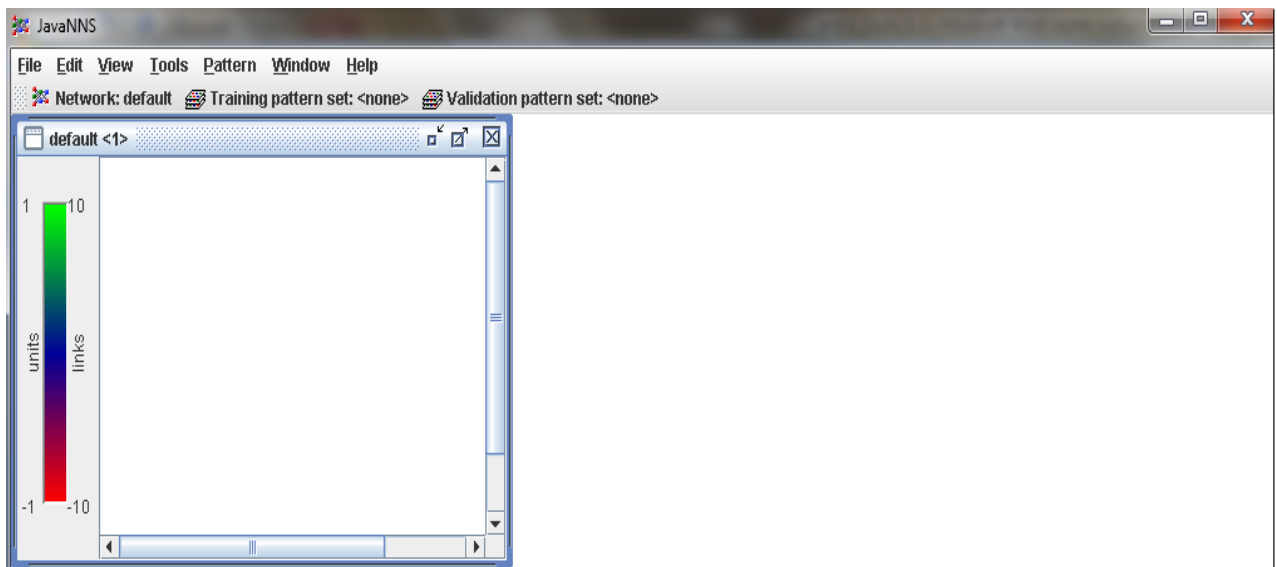 JavaNNS
File Edit View Tools Pattern Window Help
Network: default Training pattern set: <none> Validation pattern set: <none>
default <1>
1 10
units links
-1 -10